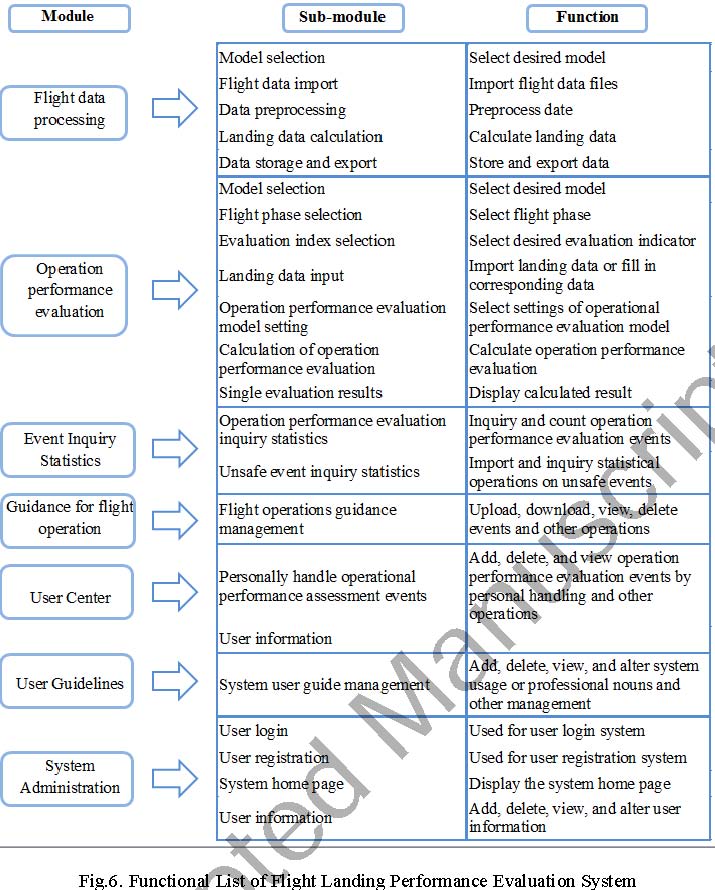 Module Sub-module Function
Flight data
processing
Model selection Select desired model
Flight data import Import flight data files
Data preprocessing Preprocess date
Landing data calculation Calculate landing data
Data storage and export Store and export data
Operation
performance
evaluation
Model selection Select desired model
Flight phase selection Select flight phase
Evaluation index selection Select desired evaluation indicator
Landing data input
Import landing data or fill in
corresponding data
Operation performance evaluation
model setting
Select settings of operational
performance evaluation model
Calculation of operation
performance evaluation
Calculate operation performance
evaluation
Single evaluation results Display calculated result
Event Inquiry
Statistics
Operation performance evaluation
inquiry statistics
Inquiry and count operation
performance evaluation events
Unsafe event inquiry statistics
Import and inquiry statistical
operations on unsafe events
Guidance for flight
operation
Flight operations guidance
management
Upload, download, view, delete
events and other operations
User Center
Personally handle operational
performance assessment events
Add, delete, and view operation
performance evaluation events by
personal handling and other
operations
User information
User Guidelines
System user guide management
Add, delete, view, and alter system
usage or professional nouns and
other management
System
Administration
User login Used for user login system
User registration Used for user registration system
System home page Display the system home page
User information
Add, delete, view, and alter user
information
Fig.6. Functional List of Flight Landing Performance Evaluation System